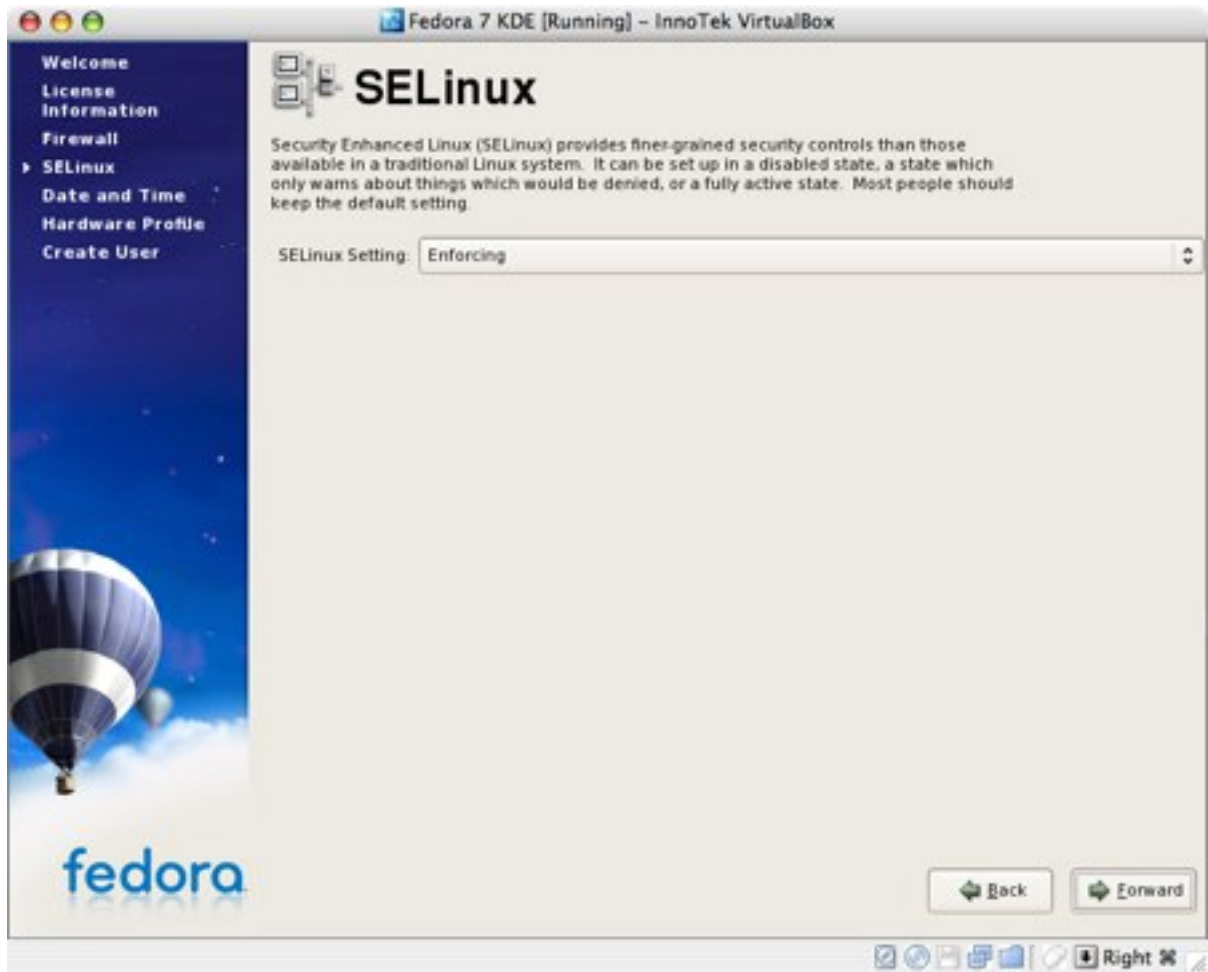 Fedora 7 KDE [Running] – InnoTek VirtualBox
Welcome
License
Information
Firewall
SELinux
Date and Time
Hardware Profile
Create User
SELinux
Security Enhanced Linux (SELinux) provides finer-grained security controls than those
available in a traditional Linux system. It can be set up in a disabled state, a state which
only warns about things which would be denied, or a fully active state. Most people should
keep the default setting.
SELinux Setting: Enforcing
fedora
Back
Forward
Right ⌘